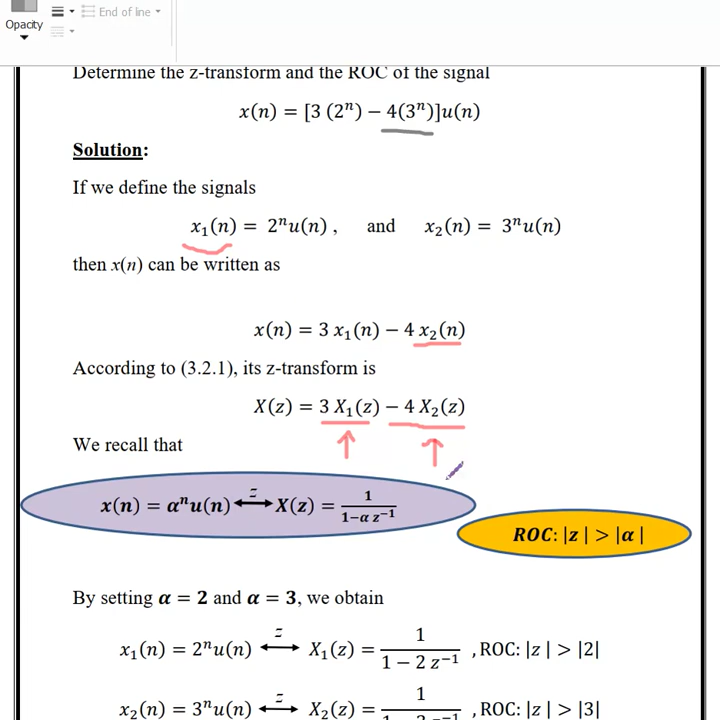 Opacity
End of line
Determine the z-transform and the ROC of the signal
x(n) = [3 (2ⁿ) − 4(3ⁿ)]u(n)
Solution:
If we define the signals
x₁(n) = 2ⁿu(n) , and x₂(n) = 3ⁿu(n)
then x(n) can be written as
x(n) = 3 x₁(n) − 4 x₂(n)
According to (3.2.1), its z-transform is
X(z) = 3 X₁(z) − 4 X₂(z)
We recall that
x(n) = αⁿu(n) ⟷ᶻ X(z) = 1 / (1−α z⁻¹)
ROC: |z | > |α |
By setting α = 2 and α = 3, we obtain
x₁(n) = 2ⁿu(n) ⟷ᶻ X₁(z) = 1 / (1 − 2 z⁻¹) , ROC: |z | > |2|
x₂(n) = 3ⁿu(n) ⟷ᶻ X₂(z) = 1 , ROC: |z | > |3|